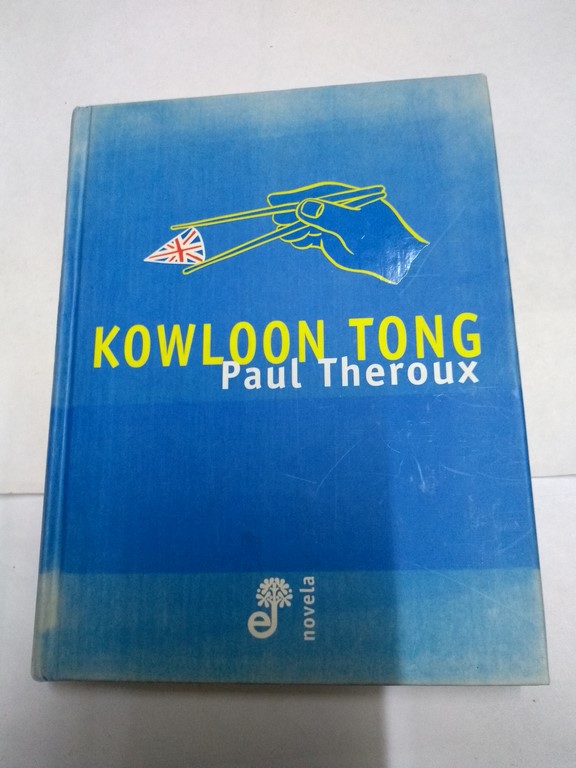 KOWLOON TONG
Paul Theroux
e
novela